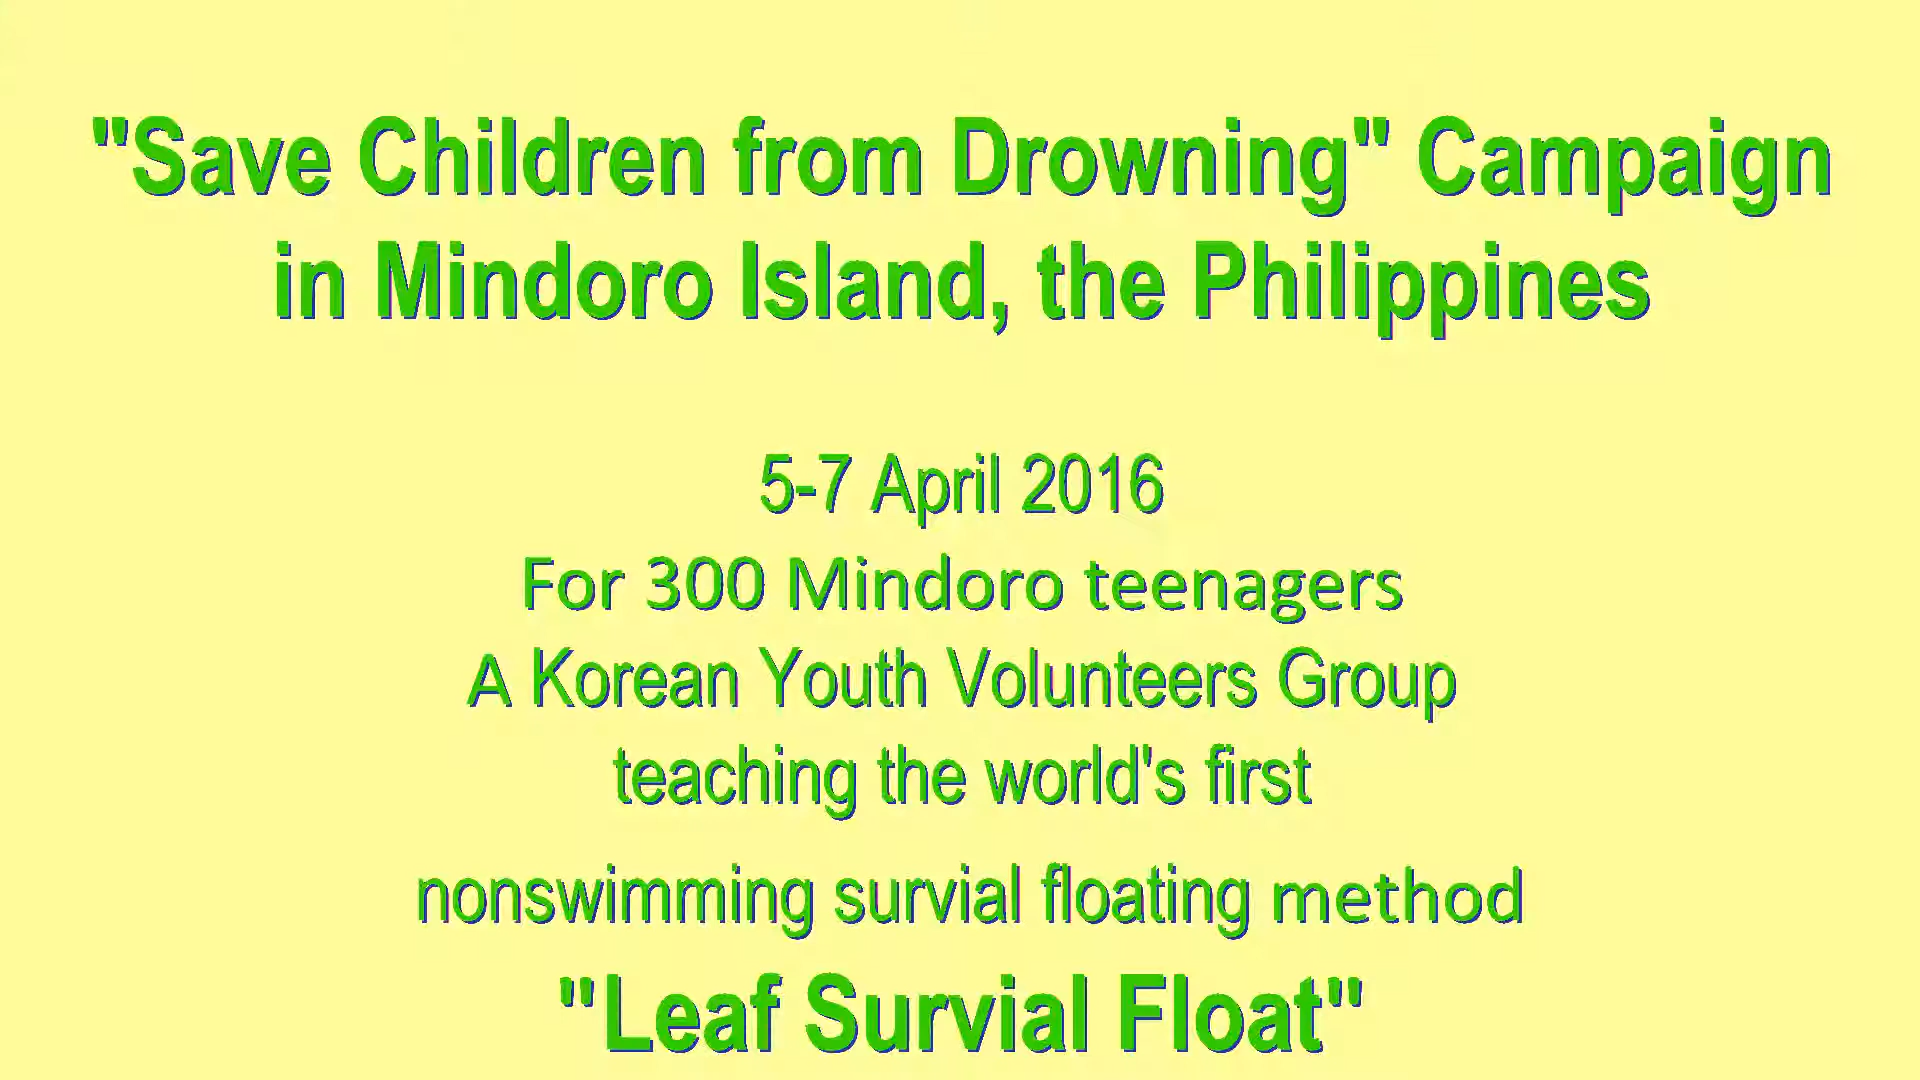 "Save Children from Drowning" Campaign
in Mindoro Island, the Philippines
5-7 April 2016
For 300 Mindoro teenagers
A Korean Youth Volunteers Group
teaching the world's first
nonswimming survial floating method
"Leaf Survial Float"